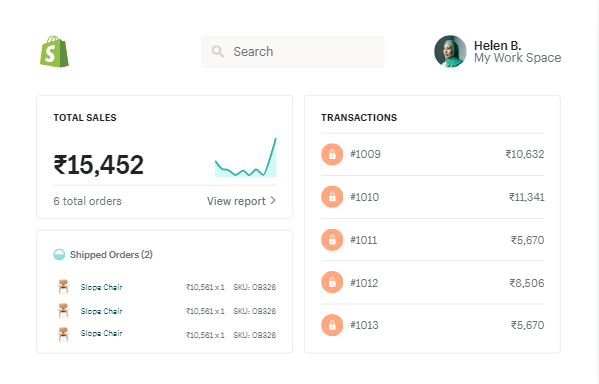 Search
Helen B.
My Work Space
TOTAL SALES
₹15,452
6 total orders
View report
Shipped Orders (2)
Slope Chair ₹10,561 x 1 SKU: OB326
Slope Chair ₹10,561 x 1 SKU: OB326
Slope Chair ₹10,561 x 1 SKU: OB326
TRANSACTIONS
#1009 ₹10,632
#1010 ₹11,341
#1011 ₹5,670
#1012 ₹8,506
#1013 ₹5,670